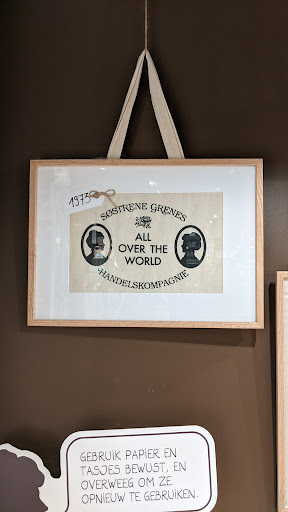 1973
SØSTRENE GRENES
ALL
OVER THE
WORLD
HANDELSKOMPAGNIE
GEBRUIK PAPIER EN
TASJES BEWUST, EN
OVERWEEG OM ZE
OPNIEUW TE GEBRUIKEN.